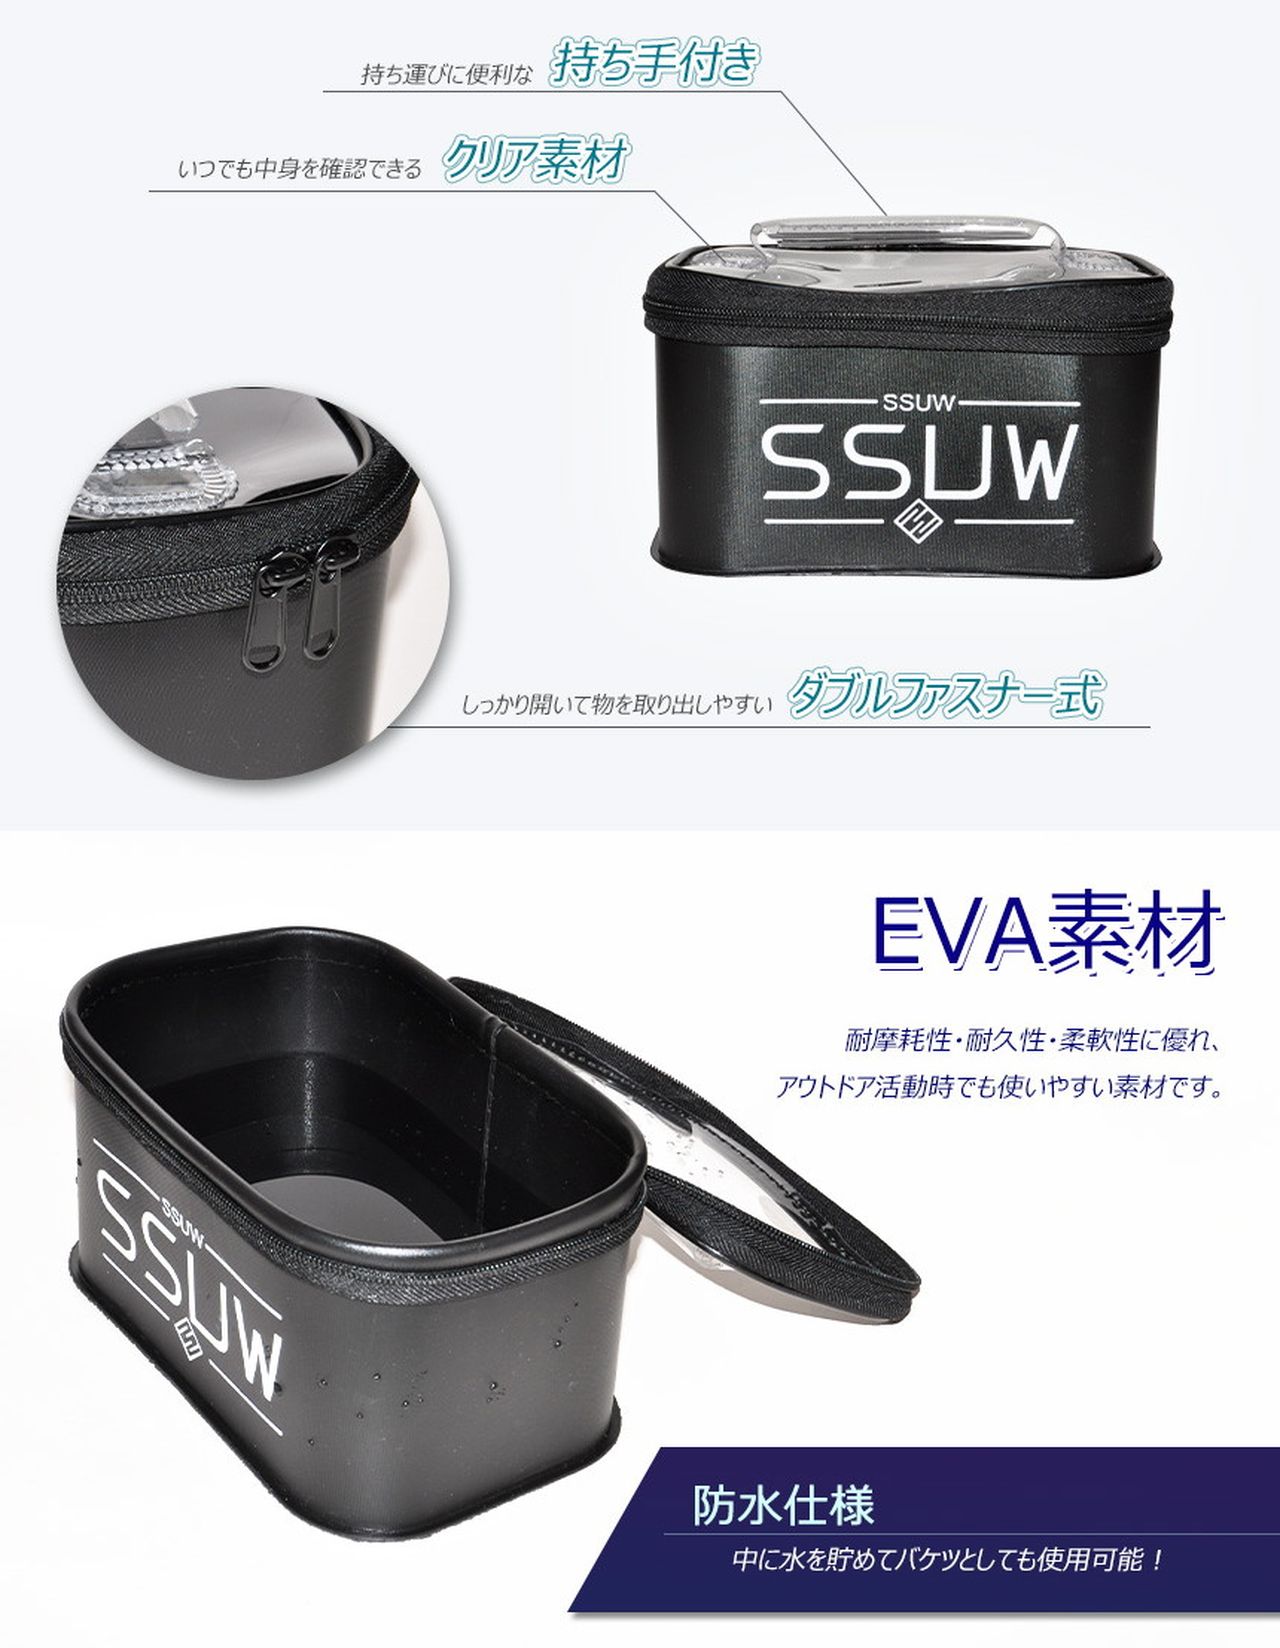 持ち運びに便利な 持ち手付き
いつでも中身を確認できる クリア素材
SSUW
SSUW
しっかり開いて物を取り出しやすい ダブルファスナー式
EVA素材
耐摩耗性・耐久性・柔軟性に優れ、
アウトドア活動時でも使いやすい素材です。
SSUW
SSUW
防水仕様
中に水を貯めてバケツとしても使用可能！